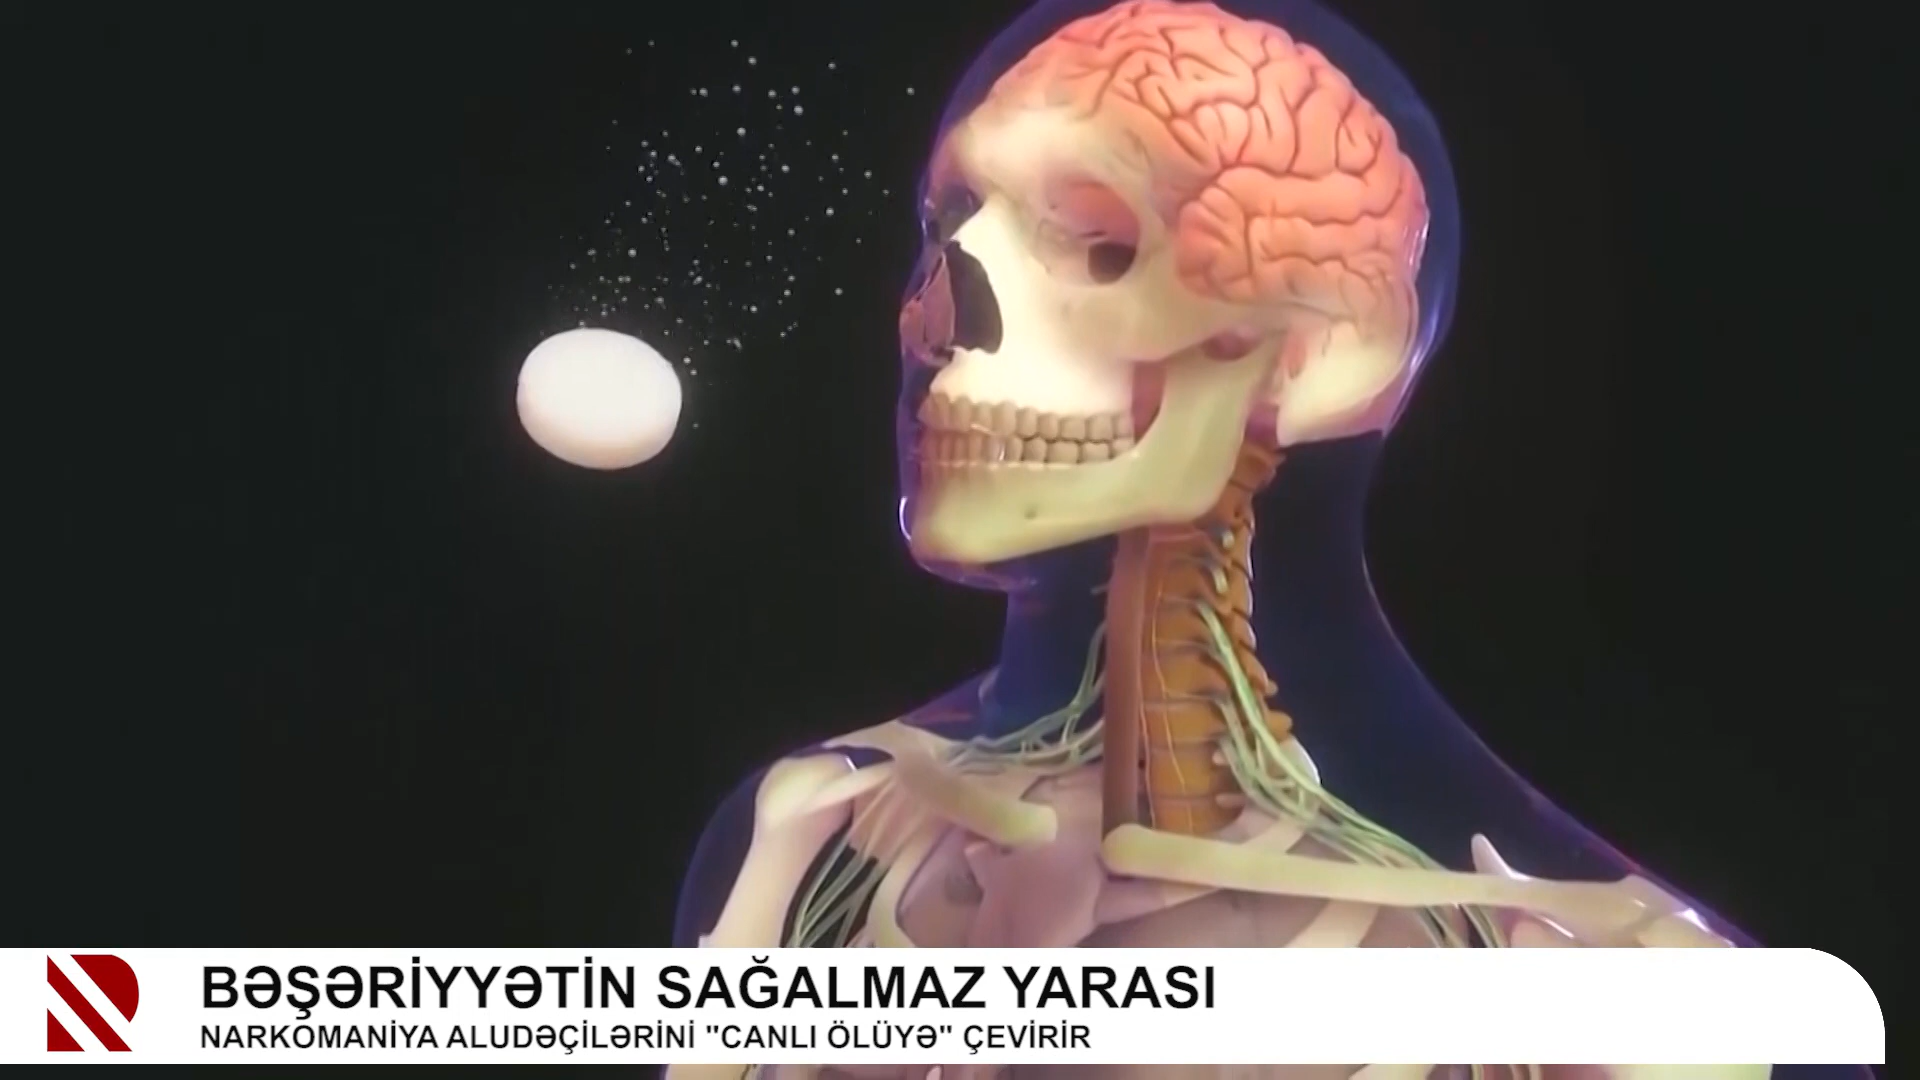 BƏŞƏRİYYƏTİN SAĞALMAZ YARASI
NARKOMANİYA ALUDƏÇİLƏRİNİ "CANLI ÖLÜYƏ" ÇEVİRİR